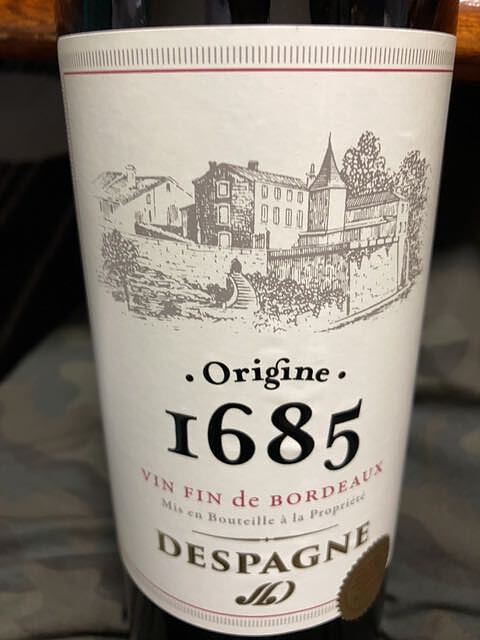 • Origine •
1685
VIN FIN de BORDEAUX
Mis en Bouteille à la Propriété
DESPAGNE